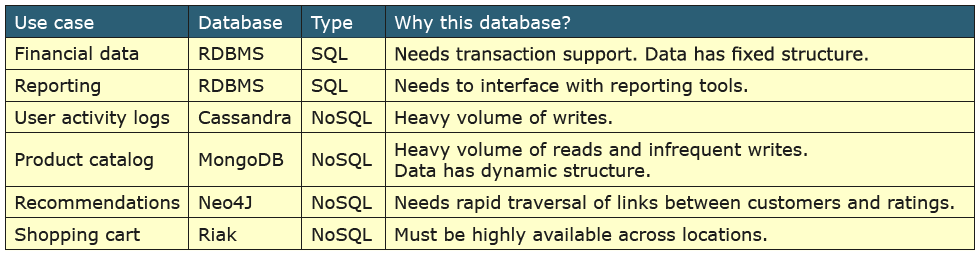 Use case Database Type Why this database?
Financial data RDBMS SQL Needs transaction support. Data has fixed structure.
Reporting RDBMS SQL Needs to interface with reporting tools.
User activity logs Cassandra NoSQL Heavy volume of writes.
Product catalog MongoDB NoSQL Heavy volume of reads and infrequent writes.
Data has dynamic structure.
Recommendations Neo4J NoSQL Needs rapid traversal of links between customers and ratings.
Shopping cart Riak NoSQL Must be highly available across locations.